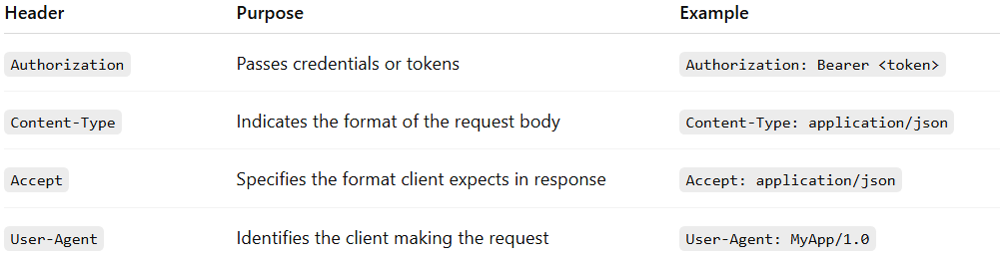 Header Purpose Example
Authorization Passes credentials or tokens Authorization: Bearer <token>
Content-Type Indicates the format of the request body Content-Type: application/json
Accept Specifies the format client expects in response Accept: application/json
User-Agent Identifies the client making the request User-Agent: MyApp/1.0